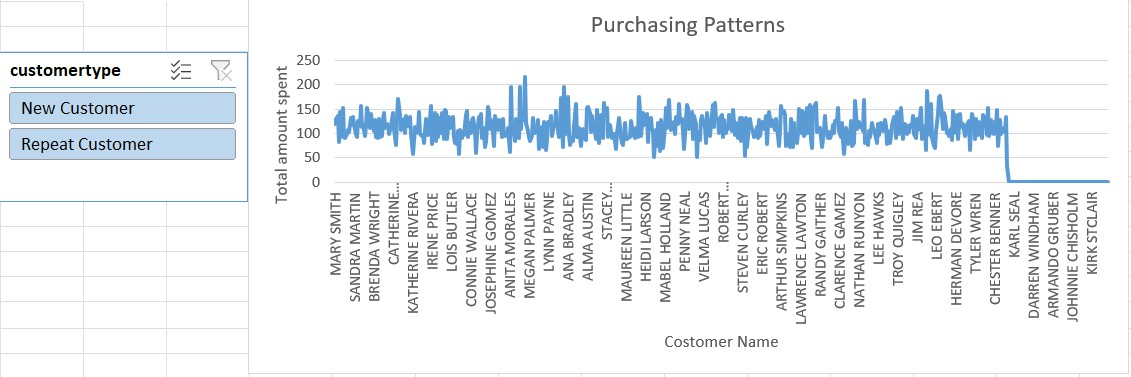 customertype
New Customer
Repeat Customer
Purchasing Patterns
Total amount spent
250
200
150
100
50
0
MARY SMITH
SANDRA MARTIN
BRENDA WRIGHT
CATHERINE...
KATHERINE RIVERA
IRENE PRICE
LOIS BUTLER
CONNIE WALLACE
JOSEPHINE GOMEZ
ANITA MORALES
MEGAN PALMER
LYNN PAYNE
ANA BRADLEY
ALMA AUSTIN
STACEY...
MAUREEN LITTLE
HEIDI LARSON
MABEL HOLLAND
PENNY NEAL
VELMA LUCAS
ROBERT...
STEVEN CURLEY
ERIC ROBERT
ARTHUR SIMPKINS
LAWRENCE LAWTON
RANDY GAITHER
CLARENCE GAMEZ
NATHAN RUNYON
LEE HAWKS
TROY QUIGLEY
JIM REA
LEO EBERT
HERMAN DEVORE
TYLER WREN
CHESTER BENNER
KARL SEAL
DARREN WINDHAM
ARMANDO GRUBER
JOHNNIE CHISHOLM
KIRK STCLAIR
Costomer Name